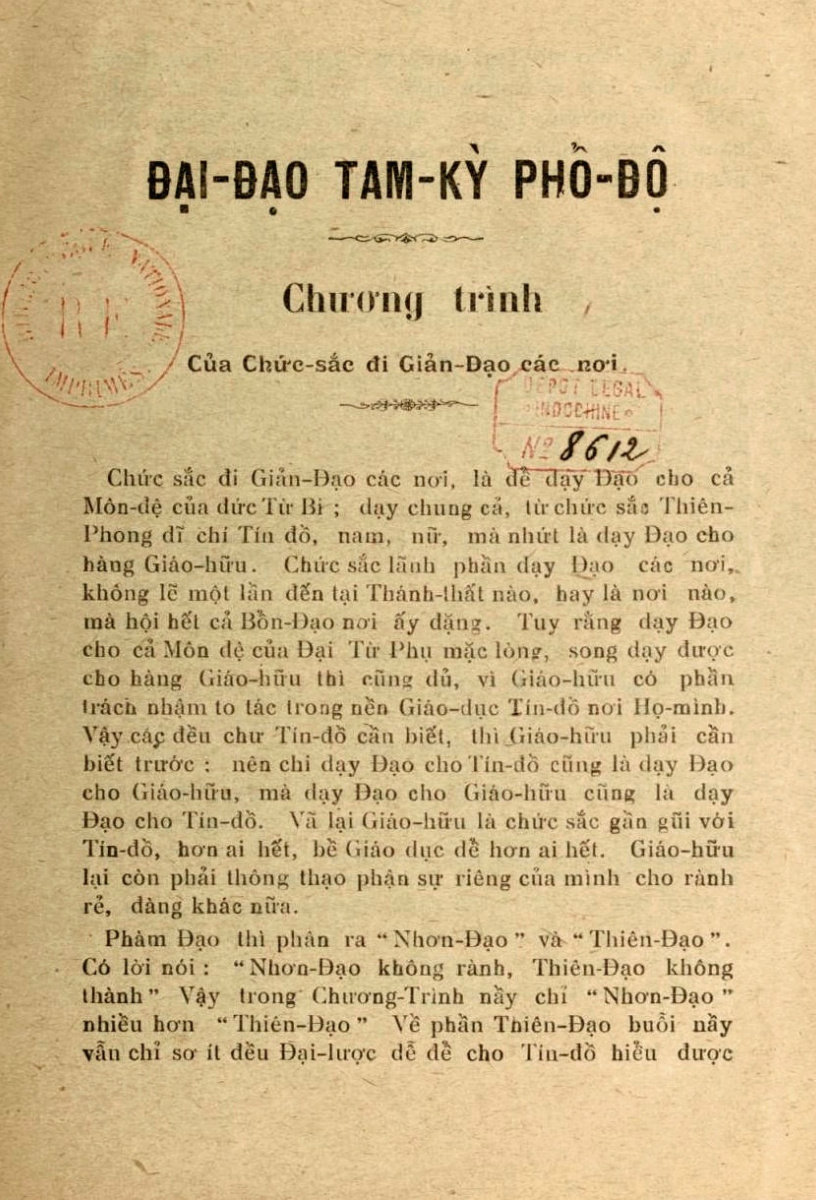 ĐẠI-ĐẠO TAM-KỲ PHỔ-ĐỘ
Chương trình
Của Chức-sắc đi Giản-Đạo các nơi.
BIBLIOTHÈQUE NATIONALE
R F
IMPRIMÉS
DÉPÔT LÉGAL
INDOCHINE
No 8612
Chức sắc đi Giản-Đạo các nơi, là để dạy Đạo cho cả
Môn-đệ của đức Từ Bi ; dạy chung cả, từ chức sắc Thiên-
Phong dĩ chí Tín đồ, nam, nữ, mà nhứt là dạy Đạo cho
hàng Giáo-hữu. Chức sắc lãnh phần dạy Đạo các nơi,
không lẽ một lần đến tại Thánh-thất nào, hay là nơi nào,
mà hội hết cả Bổn-Đạo nơi ấy đặng. Tuy rằng dạy Đạo
cho cả Môn đệ của Đại Từ Phụ mặc lòng, song dạy được
cho hàng Giáo-hữu thì cũng đủ, vì Giáo-hữu có phần
trách nhậm to tác trong nền Giáo-dục Tín-đồ nơi Họ-mình.
Vậy các đều chư Tín-đồ cần biết, thì Giáo-hữu phải cần
biết trước : nên chi dạy Đạo cho Tín-đồ cũng là dạy Đạo
cho Giáo-hữu, mà dạy Đạo cho Giáo-hữu cũng là dạy
Đạo cho Tín-đồ. Vã lại Giáo-hữu là chức sắc gần gũi với
Tín-đồ, hơn ai hết, bề Giáo dục dể hơn ai hết. Giáo-hữu
lại còn phải thông thạo phận sự riêng của mình cho rành
rẻ, đàng khác nữa.
Phàm Đạo thì phân ra “ Nhơn-Đạo ” và “ Thiên-Đạo ”.
Có lời nói : “ Nhơn-Đạo không rành, Thiên-Đạo không
thành ” Vậy trong Chương-Trình nầy chỉ “ Nhơn-Đạo ”
nhiều hơn “ Thiên-Đạo ” Về phần Thiên-Đạo buổi nầy
vẫn chỉ sơ ít đều Đại-lược dễ để cho Tín-đồ hiểu được